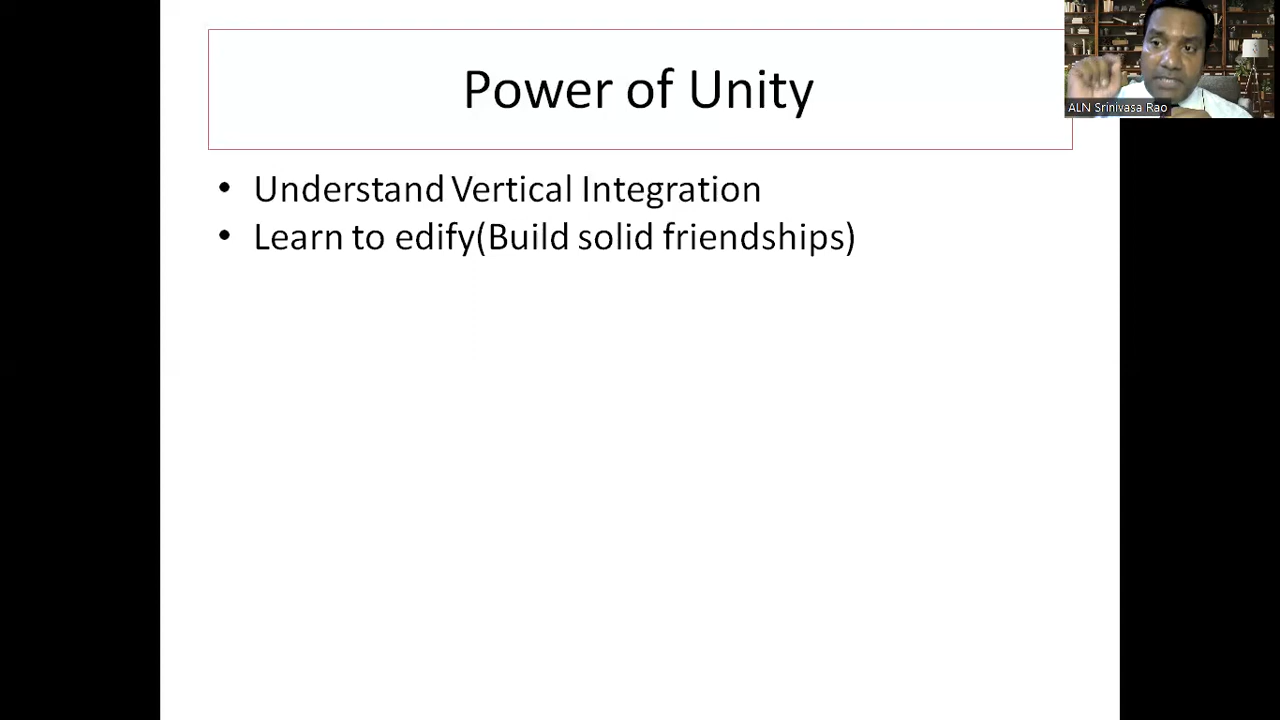 Power of Unity
ALN Srinivasa Rao
• Understand Vertical Integration
• Learn to edify(Build solid friendships)